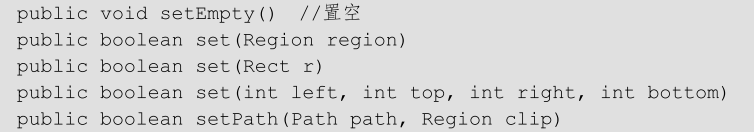 public void setEmpty()  //置空
public boolean set(Region region)
public boolean set(Rect r)
public boolean set(int left, int top, int right, int bottom)
public boolean setPath(Path path, Region clip)